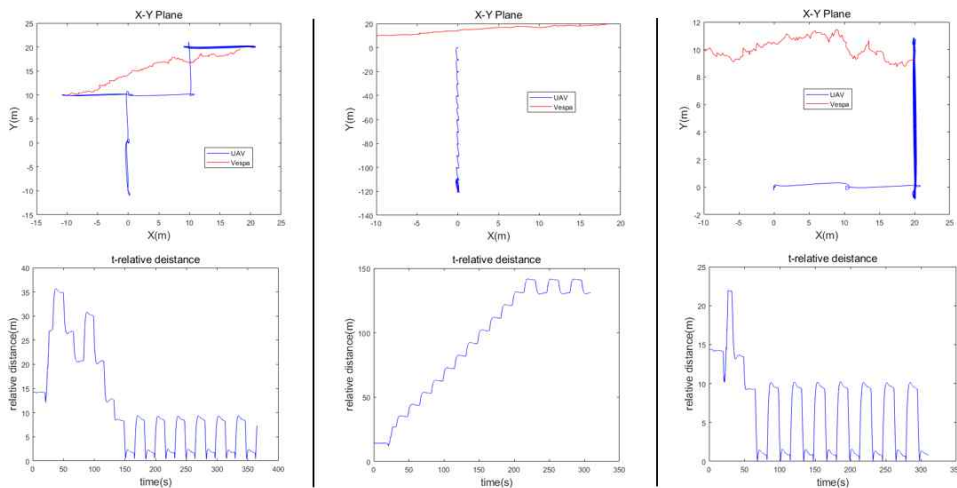 X-Y Plane
Y(m)
25
20
15
10
5
0
-5
-10
-15
-15 -10 -5 0 5 10 15 20 25
X(m)
UAV
Vespa
X-Y Plane
Y(m)
20
0
-20
-40
-60
-80
-100
-120
-140
-10 -5 0 5 10 15
X(m)
UAV
Vespa
X-Y Plane
Y(m)
12
10
8
6
4
2
0
-2
-10 -5 0 5 10 15 20 25
X(m)
UAV
Vespa
t-relative deistance
relative distance(m)
40
35
30
25
20
15
10
5
0
0 50 100 150 200 250 300 350 400
time(s)
t-relative deistance
relative distance(m)
150
100
50
0
0 50 100 150 200 250 300 350
time(s)
t-relative deistance
relative distance(m)
25
20
15
10
5
0
0 50 100 150 200 250 300 350
time(s)